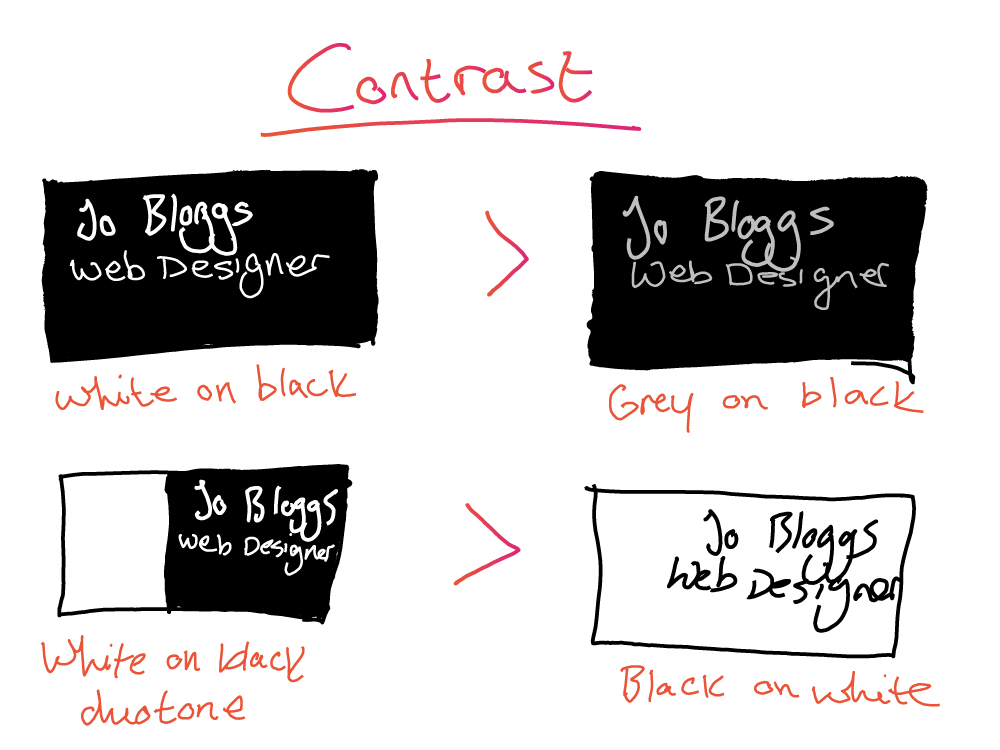 Contrast
Jo Bloggs
Web Designer
>
Jo Bloggs
Web Designer
White on black
Grey on black
Jo Bloggs
Web Designer
>
Jo Bloggs
Web Designer
White on black
duotone
Black on white